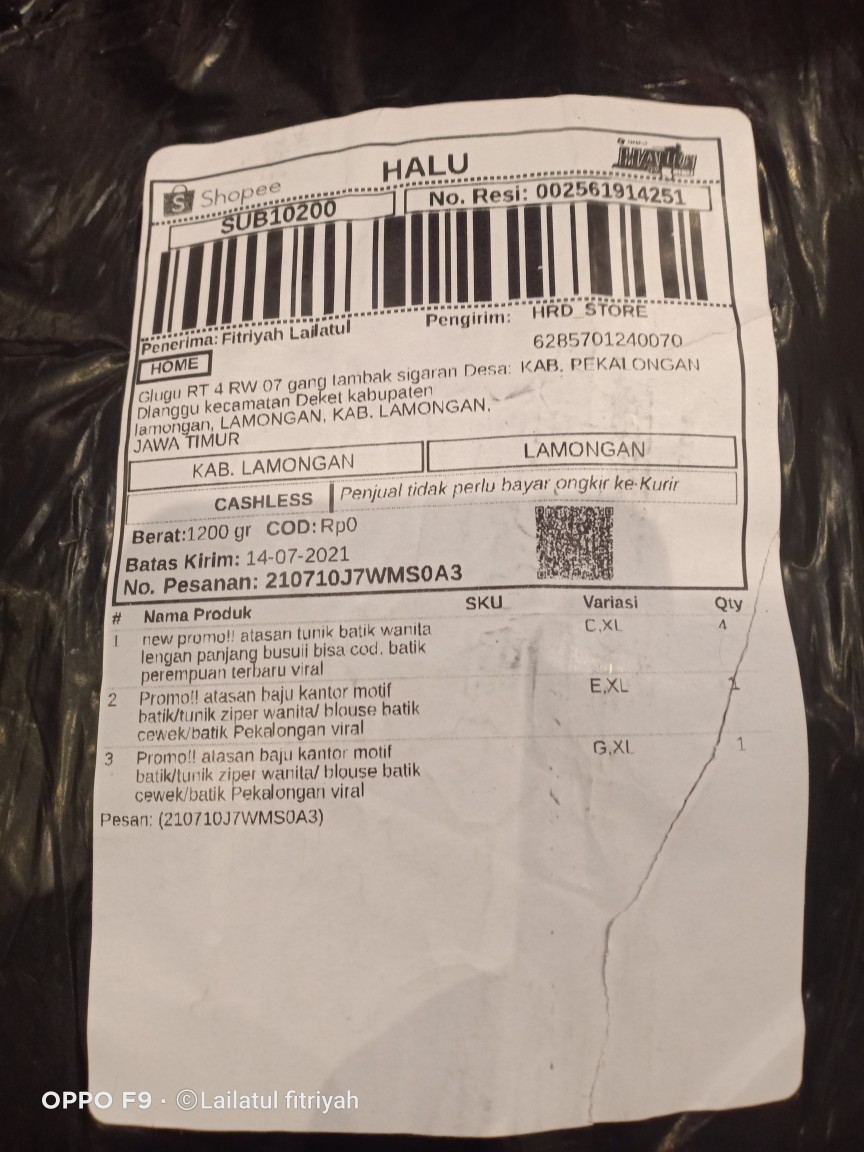 HALU
Shopee
SUB10200
No. Resi: 002561914251
Penerima: Fitriyah Lailatul
HOME
Glugu RT 4 RW 07 gang tambak sigaran Desa:
Dlanggu kecamatan Deket kabupaten
lamongan, LAMONGAN, KAB. LAMONGAN,
JAWA TIMUR
Pengirim: HRD_STORE
6285701240070
KAB. PEKALONGAN
KAB. LAMONGAN
LAMONGAN
CASHLESS
Penjual tidak perlu bayar ongkir ke Kurir
Berat:1200 gr COD:Rp0
Batas Kirim: 14-07-2021
No. Pesanan: 210710J7WMS0A3
# Nama Produk SKU Variasi Qty
1 new promo!! atasan tunik batik wanita C,XL
lengan panjang busuii bisa cod. batik
perempuan terbaru viral
2 Promo!! atasan baju kantor motif E,XL 1
batik/tunik ziper wanita/ blouse batik
cewek/batik Pekalongan viral
3 Promo!! atasan baju kantor motif G,XL 1
batik/tunik ziper wanita/ blouse batik
cewek/batik Pekalongan viral
Pesan: (210710J7WMS0A3)
OPPO F9 · ©Lailatul fitriyah